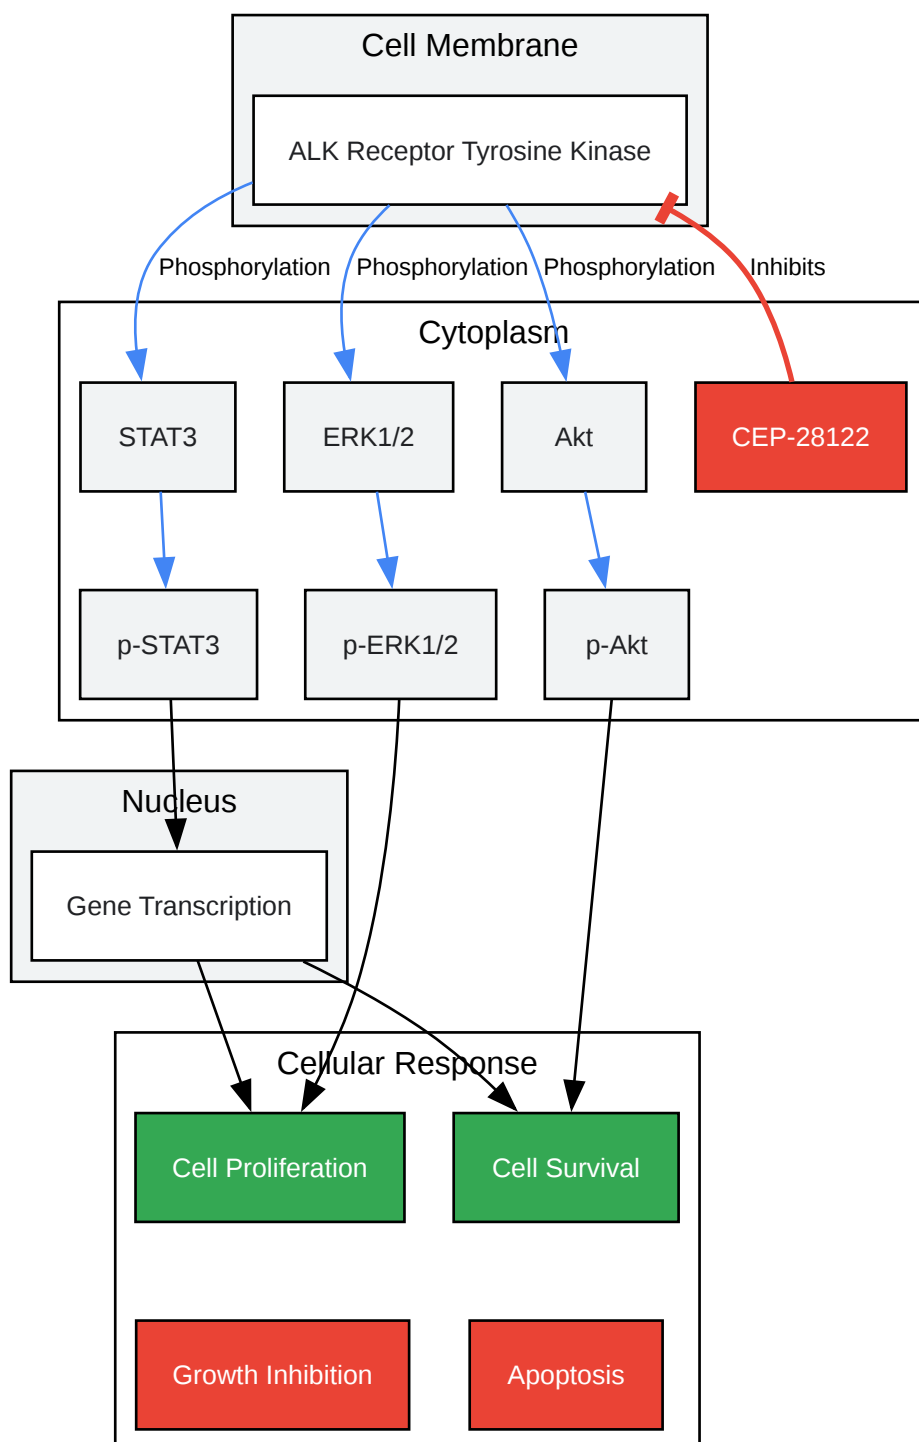 Cell Membrane
ALK Receptor Tyrosine Kinase
Phosphorylation
Phosphorylation
Phosphorylation
Inhibits
Cytoplasm
STAT3
ERK1/2
Akt
CEP-28122
p-STAT3
p-ERK1/2
p-Akt
Nucleus
Gene Transcription
Cellular Response
Cell Proliferation
Cell Survival
Growth Inhibition
Apoptosis